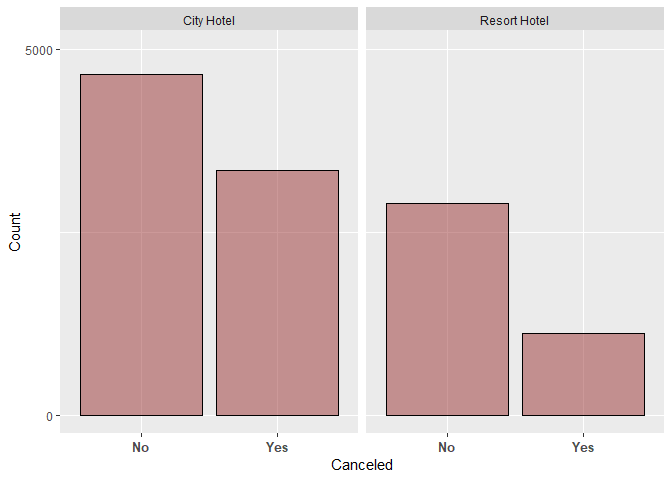 City Hotel
Resort Hotel
5000
Count
0
No
Yes
No
Yes
Canceled